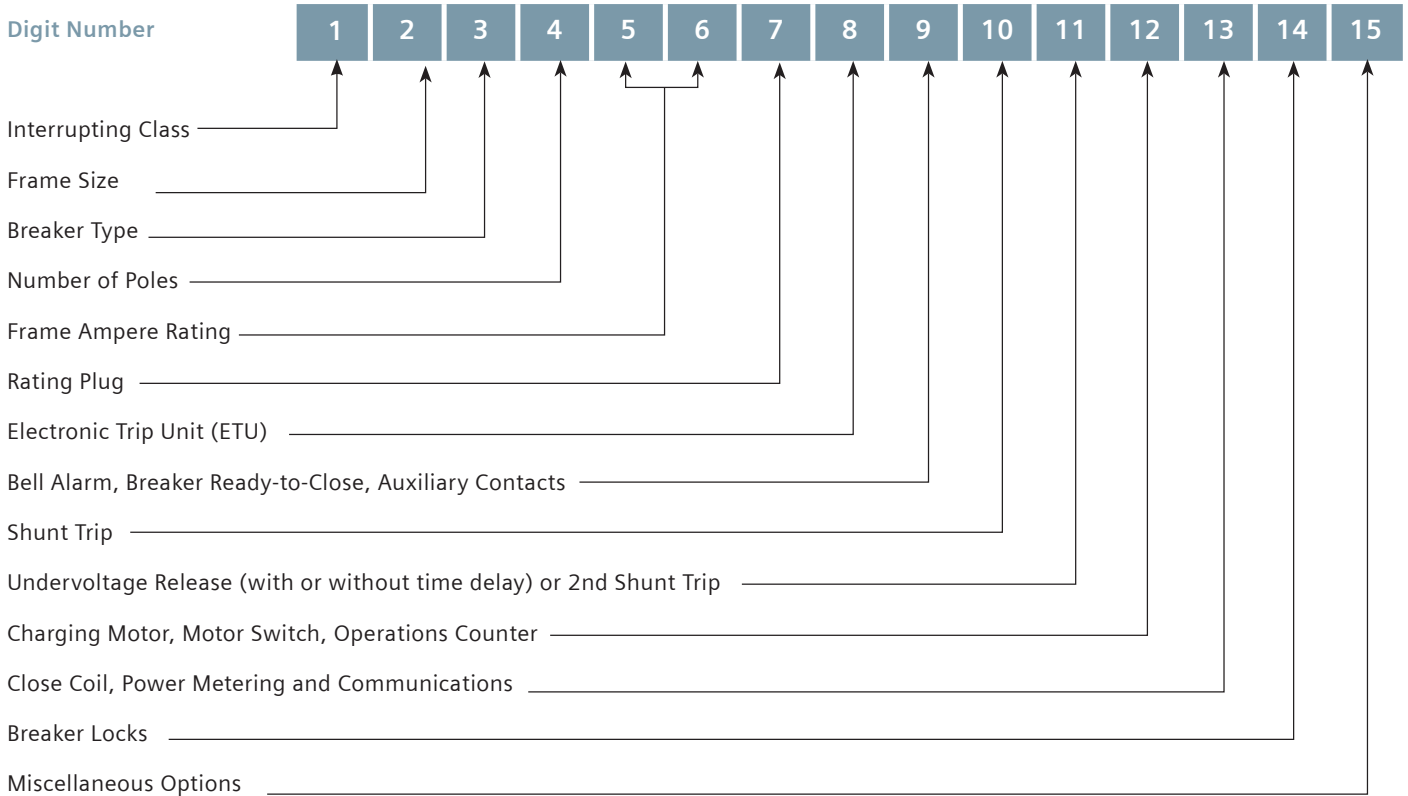 Digit Number 1 2 3 4 5 6 7 8 9 10 11 12 13 14 15
Interrupting Class
Frame Size
Breaker Type
Number of Poles
Frame Ampere Rating
Rating Plug
Electronic Trip Unit (ETU)
Bell Alarm, Breaker Ready-to-Close, Auxiliary Contacts
Shunt Trip
Undervoltage Release (with or without time delay) or 2nd Shunt Trip
Charging Motor, Motor Switch, Operations Counter
Close Coil, Power Metering and Communications
Breaker Locks
Miscellaneous Options